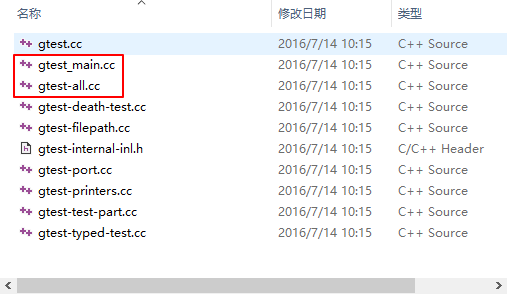 名称 修改日期 类型
gtest.cc 2016/7/14 10:15 C++ Source
gtest_main.cc 2016/7/14 10:15 C++ Source
gtest-all.cc 2016/7/14 10:15 C++ Source
gtest-death-test.cc 2016/7/14 10:15 C++ Source
gtest-filepath.cc 2016/7/14 10:15 C++ Source
gtest-internal-inl.h 2016/7/14 10:15 C/C++ Header
gtest-port.cc 2016/7/14 10:15 C++ Source
gtest-printers.cc 2016/7/14 10:15 C++ Source
gtest-test-part.cc 2016/7/14 10:15 C++ Source
gtest-typed-test.cc 2016/7/14 10:15 C++ Source